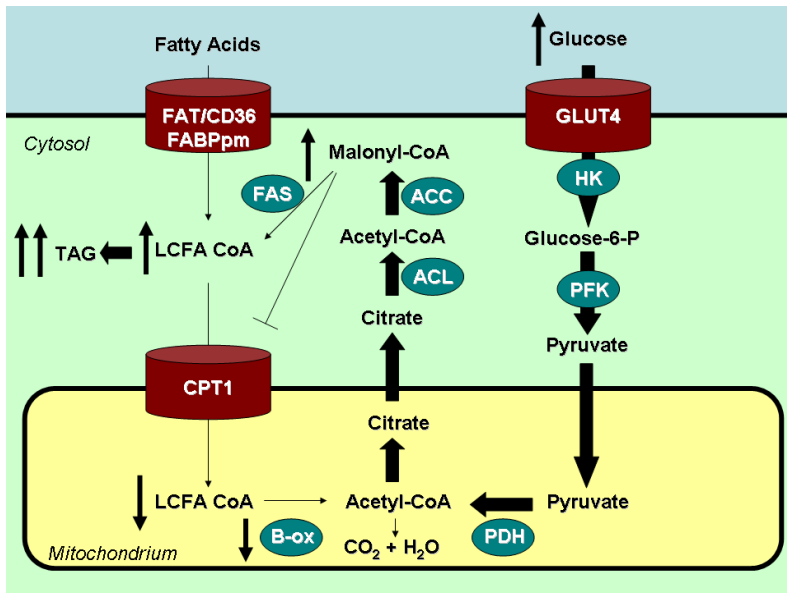 Fatty Acids
Glucose
FAT/CD36
FABPpm
GLUT4
Cytosol
Malonyl-CoA
HK
FAS
ACC
Acetyl-CoA
Glucose-6-P
TAG
LCFA CoA
ACL
PFK
Citrate
Pyruvate
CPT1
Citrate
LCFA CoA
Acetyl-CoA
Pyruvate
B-ox
PDH
Mitochondrium
CO₂ + H₂O